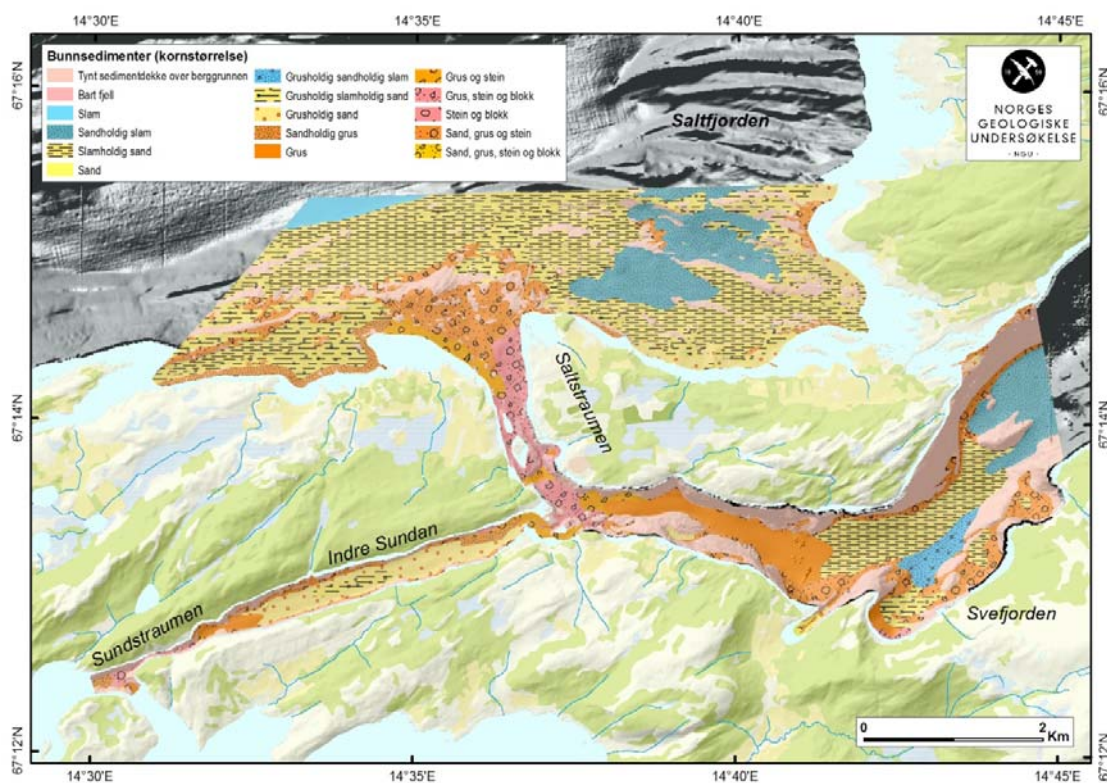 14°30'E 14°35'E 14°40'E 14°45'E
67°16'N 67°16'N
Bunnsedimenter (kornstørrelse)
Tynt sedimentdekke over berggrunnen
Bart fjell
Slam
Sandholdig slam
Slamholdig sand
Sand
Grusholdig sandholdig slam
Grusholdig slamholdig sand
Grusholdig sand
Sandholdig grus
Grus
Grus og stein
Grus, stein og blokk
Stein og blokk
Sand, grus og stein
Sand, grus, stein og blokk
Saltfjorden
NORGES
GEOLOGISKE
UNDERSØKELSE
- NGU -
Saltstraumen
67°14'N 67°14'N
Indre Sundan
Sundstraumen
Svefjorden
0 2
Km
67°12'N 67°12'N
14°30'E 14°35'E 14°40'E 14°45'E